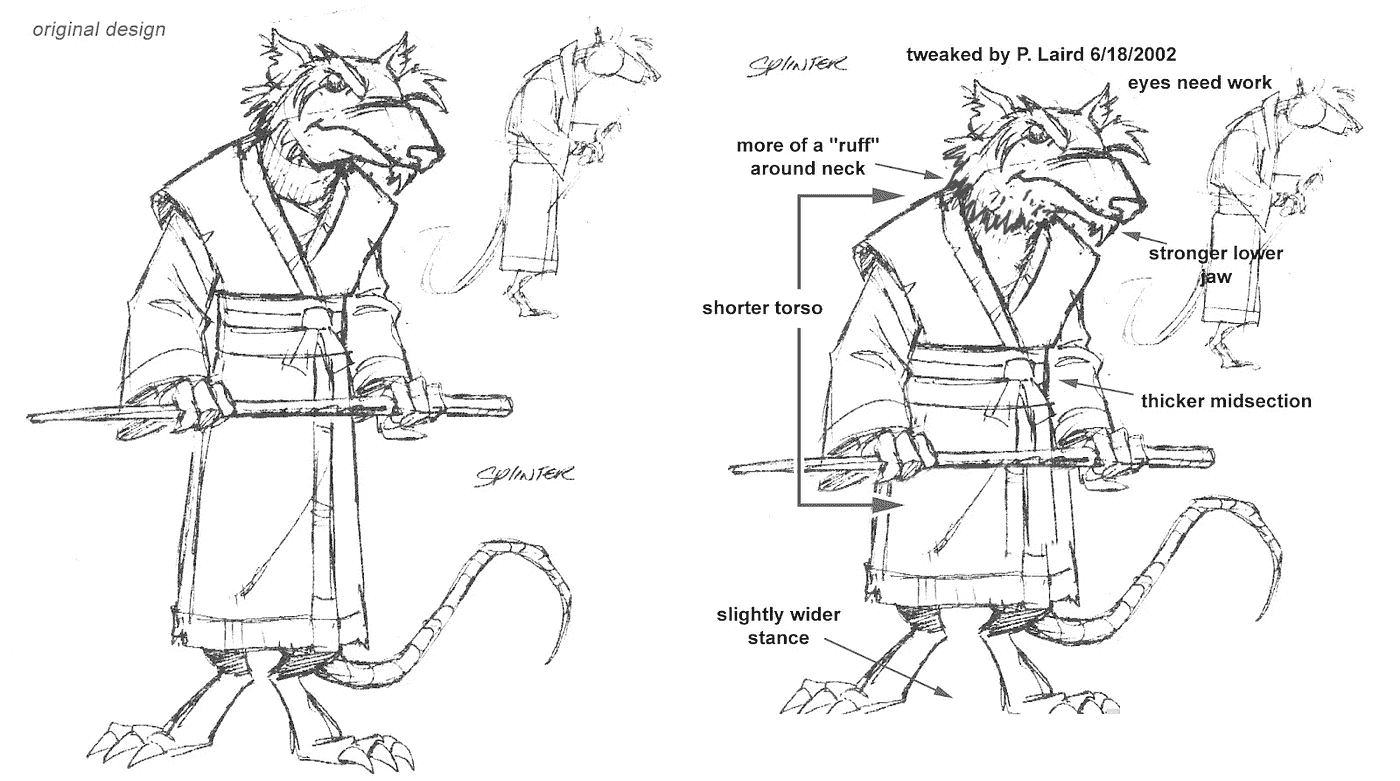 original design
SPLINTER
SPLINTER
tweaked by P. Laird 6/18/2002
eyes need work
more of a "ruff"
around neck
stronger lower
jaw
shorter torso
thicker midsection
slightly wider
stance